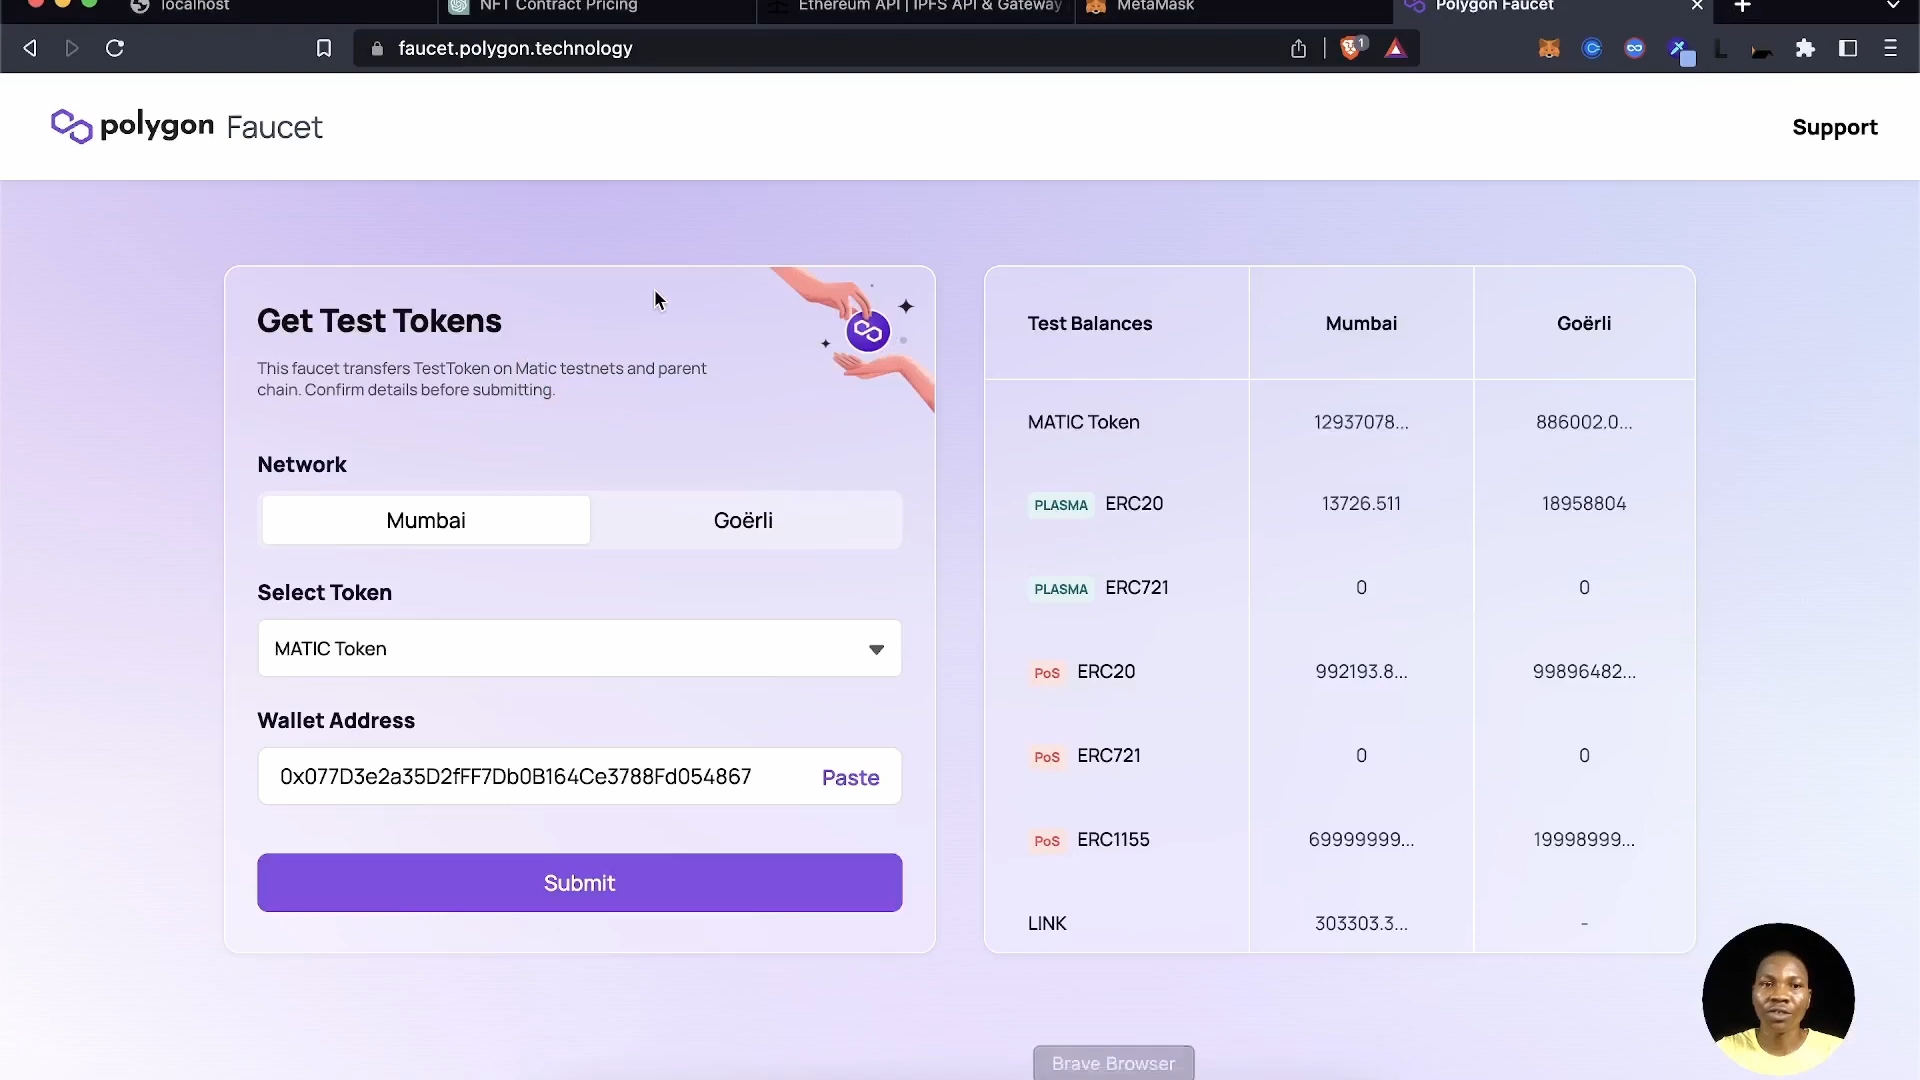 localhost
NFT Contract Pricing
Ethereum API | IPFS API & Gateway
MetaMask
Polygon Faucet
faucet.polygon.technology
1
polygon Faucet
Support
Get Test Tokens
This faucet transfers TestToken on Matic testnets and parent
chain. Confirm details before submitting.
Network
Mumbai
Goërli
Select Token
MATIC Token
Wallet Address
0x077D3e2a35D2fFF7Db0B164Ce3788Fd054867
Paste
Submit
Test Balances Mumbai Goërli
MATIC Token 12937078... 886002.0...
PLASMA ERC20 13726.511 18958804
PLASMA ERC721 0 0
PoS ERC20 992193.8... 99896482...
PoS ERC721 0 0
PoS ERC1155 69999999... 19998999...
LINK 303303.3... -
Brave Browser